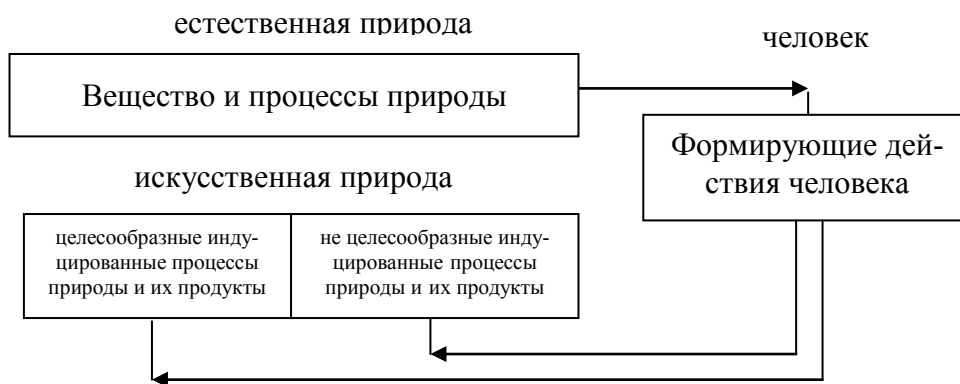 естественная природа
человек
Вещество и процессы природы
Формирующие дей-
ствия человека
искусственная природа
целесообразные инду-
цированные процессы
природы и их продукты
не целесообразные инду-
цированные процессы
природы и их продукты